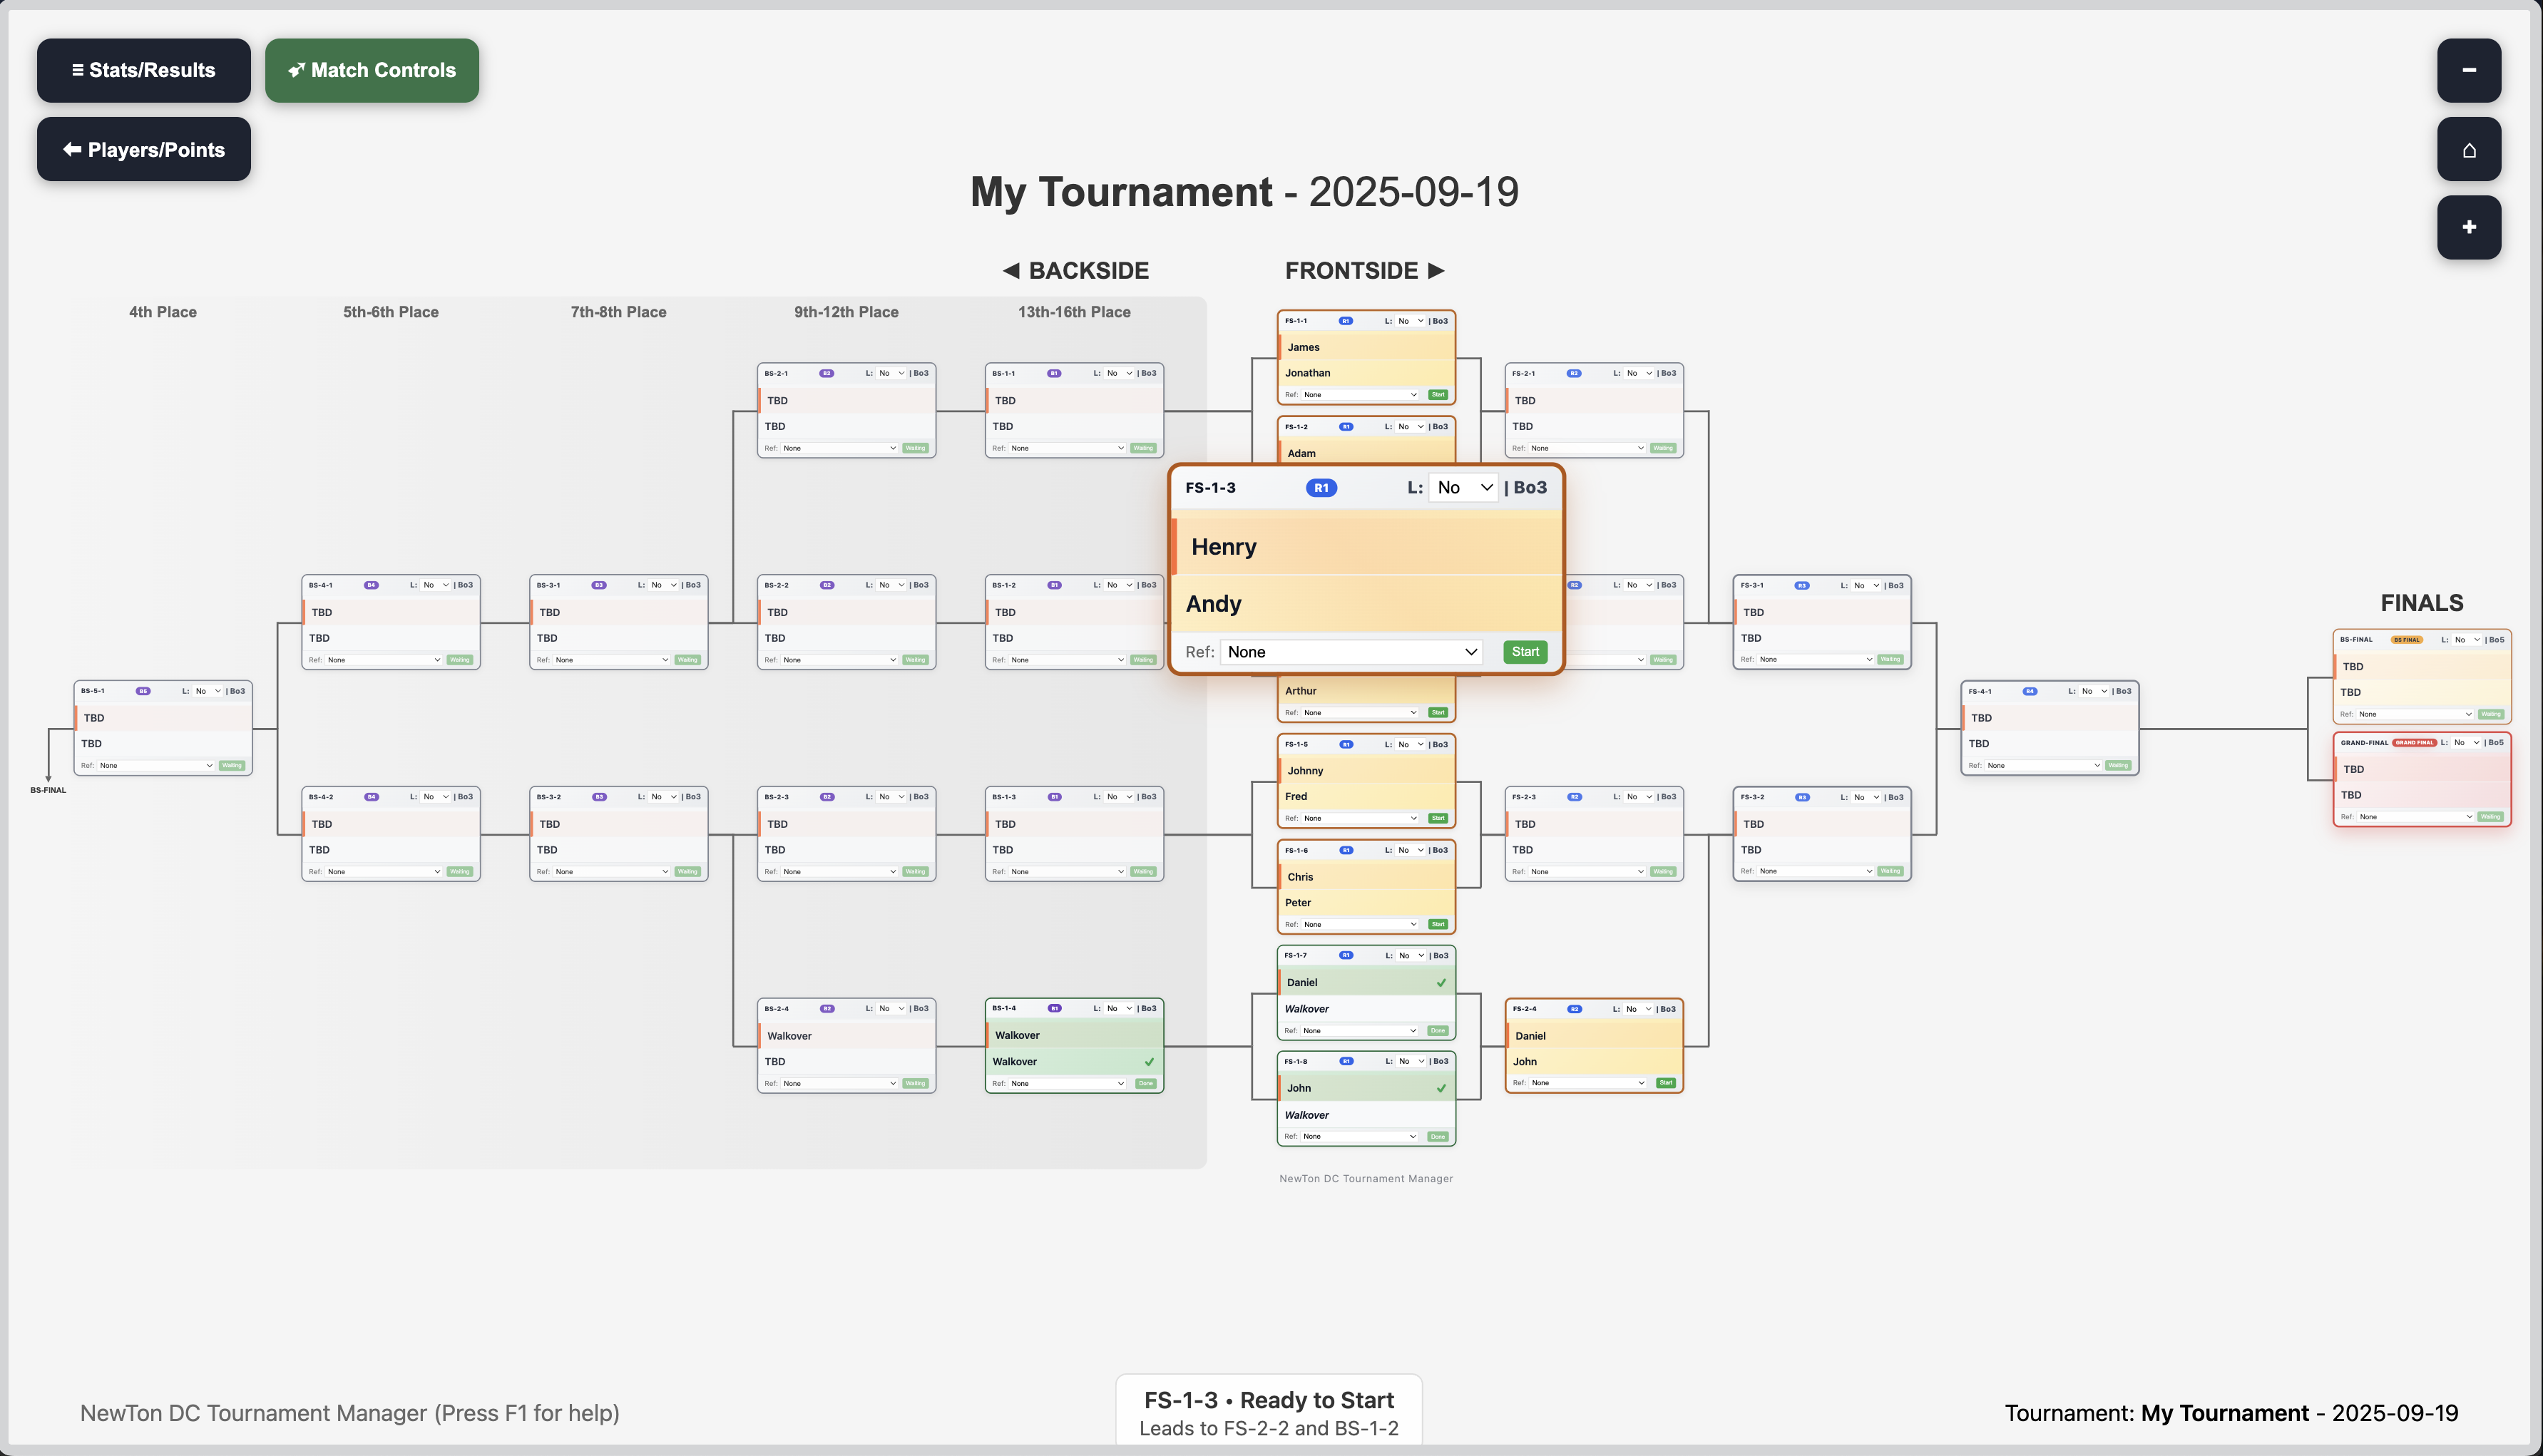 ≡ Stats/Results
Match Controls
Players/Points
−
+
My Tournament - 2025-09-19
◀ BACKSIDE
FRONTSIDE ▶
4th Place
5th-6th Place
7th-8th Place
9th-12th Place
13th-16th Place
BS-5-1 B5 L: No | Bo3
TBD
TBD
Ref: None Waiting
BS-FINAL
BS-4-1 B4 L: No | Bo3
TBD
TBD
Ref: None Waiting
BS-4-2 B4 L: No | Bo3
TBD
TBD
Ref: None Waiting
BS-3-1 B3 L: No | Bo3
TBD
TBD
Ref: None Waiting
BS-3-2 B3 L: No | Bo3
TBD
TBD
Ref: None Waiting
BS-2-1 B2 L: No | Bo3
TBD
TBD
Ref: None Waiting
BS-2-2 B2 L: No | Bo3
TBD
TBD
Ref: None Waiting
BS-2-3 B2 L: No | Bo3
TBD
TBD
Ref: None Waiting
BS-2-4 B2 L: No | Bo3
Walkover
TBD
Ref: None Waiting
BS-1-1 B1 L: No | Bo3
TBD
TBD
Ref: None Waiting
BS-1-2 B1 L: No | Bo3
TBD
TBD
Ref: None Waiting
BS-1-3 B1 L: No | Bo3
TBD
TBD
Ref: None Waiting
BS-1-4 B1 L: No | Bo3
Walkover
Walkover ✓
Ref: None Done
FS-1-1 R1 L: No | Bo3
James
Jonathan
Ref: None Start
FS-1-2 R1 L: No | Bo3
Adam
FS-1-3 R1 L: No | Bo3
Henry
Andy
Ref: None Start
Arthur
Ref: None Start
FS-1-5 R1 L: No | Bo3
Johnny
Fred
Ref: None Start
FS-1-6 R1 L: No | Bo3
Chris
Peter
Ref: None Start
FS-1-7 R1 L: No | Bo3
Daniel ✓
Walkover
Ref: None Done
FS-1-8 R1 L: No | Bo3
John ✓
Walkover
Ref: None Done
NewTon DC Tournament Manager
FS-2-1 R2 L: No | Bo3
TBD
TBD
Ref: None Waiting
R2 L: No | Bo3
Waiting
FS-2-3 R2 L: No | Bo3
TBD
TBD
Ref: None Waiting
FS-2-4 R2 L: No | Bo3
Daniel
John
Ref: None Start
FS-3-1 R3 L: No | Bo3
TBD
TBD
Ref: None Waiting
FS-3-2 R3 L: No | Bo3
TBD
TBD
Ref: None Waiting
FS-4-1 R4 L: No | Bo3
TBD
TBD
Ref: None Waiting
FINALS
BS-FINAL BS FINAL L: No | Bo5
TBD
TBD
Ref: None Waiting
GRAND-FINAL GRAND FINAL L: No | Bo5
TBD
TBD
Ref: None Waiting
NewTon DC Tournament Manager (Press F1 for help)
FS-1-3 • Ready to Start
Leads to FS-2-2 and BS-1-2
Tournament: My Tournament - 2025-09-19